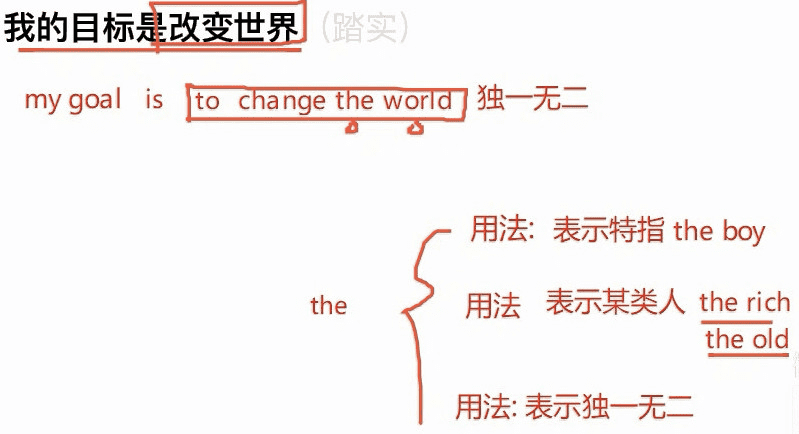 我的目标是改变世界（踏实）
my goal is to change the world 独一无二
用法: 表示特指 the boy
the 用法 表示某类人 the rich
the old
用法: 表示独一无二